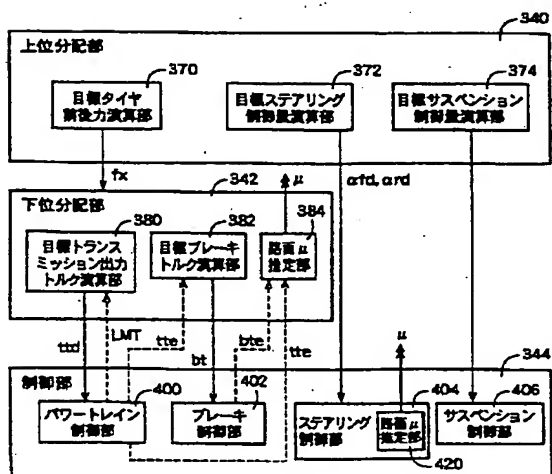 340
上位分配部
370
372
374
目標タイヤ
前後力演算部
目標ステアリング
制御量演算部
目標サスペンション
制御量演算部
fx
342
μ
αfd, αrd
下位分配部
380
382
384
目標トランス
ミッション出力
トルク演算部
目標ブレーキ
トルク演算部
路面μ
推定部
ttd
LMT
tte
bt
bte
tte
μ
344
制御部
400
402
404
406
パワートレイン
制御部
ブレーキ
制御部
ステアリング
制御部
路面μ
推定部
サスペンション
制御部
420